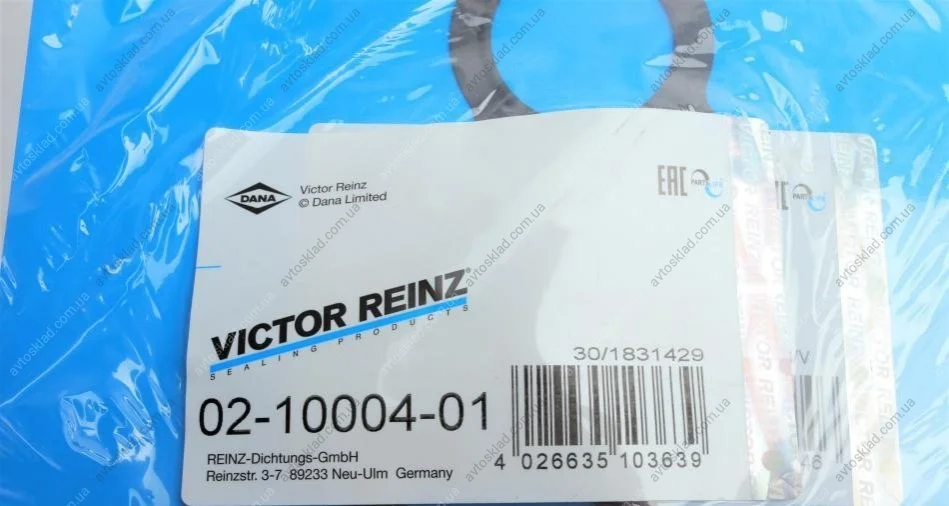 DANA
Victor Reinz
© Dana Limited
EAC
VICTOR REINZ®
SEALING PRODUCTS
30/1831429
02-10004-01
4 026635 103639
REINZ-Dichtungs-GmbH
Reinzstr. 3-7 89233 Neu-Ulm Germany
46
avtosklad.com.ua